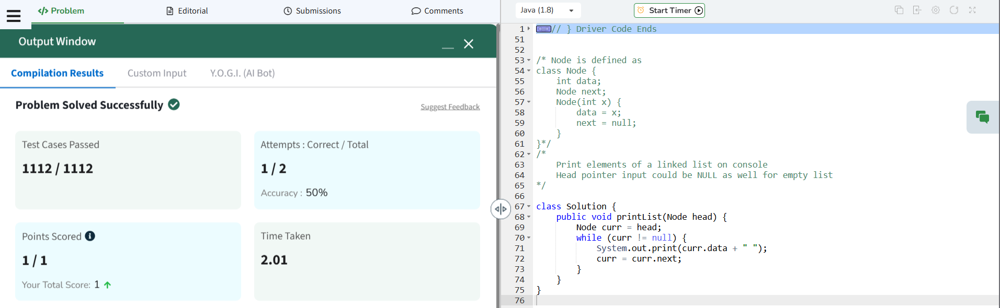 </> Problem
Editorial
Submissions
Comments
Output Window
Compilation Results
Custom Input
Y.O.G.I. (AI Bot)
Problem Solved Successfully
Suggest Feedback
Test Cases Passed
1112 / 1112
Attempts : Correct / Total
1 / 2
Accuracy : 50%
Points Scored
1 / 1
Your Total Score: 1
Time Taken
2.01
Java (1.8)
Start Timer
1 // } Driver Code Ends
51
52
53 /* Node is defined as
54 class Node {
55     int data;
56     Node next;
57     Node(int x) {
58         data = x;
59         next = null;
60     }
61 }*/
62 /*
63     Print elements of a linked list on console
64     Head pointer input could be NULL as well for empty list
65 */
66
67 class Solution {
68     public void printList(Node head) {
69         Node curr = head;
70         while (curr != null) {
71             System.out.print(curr.data + " ");
72             curr = curr.next;
73         }
74     }
75 }
76